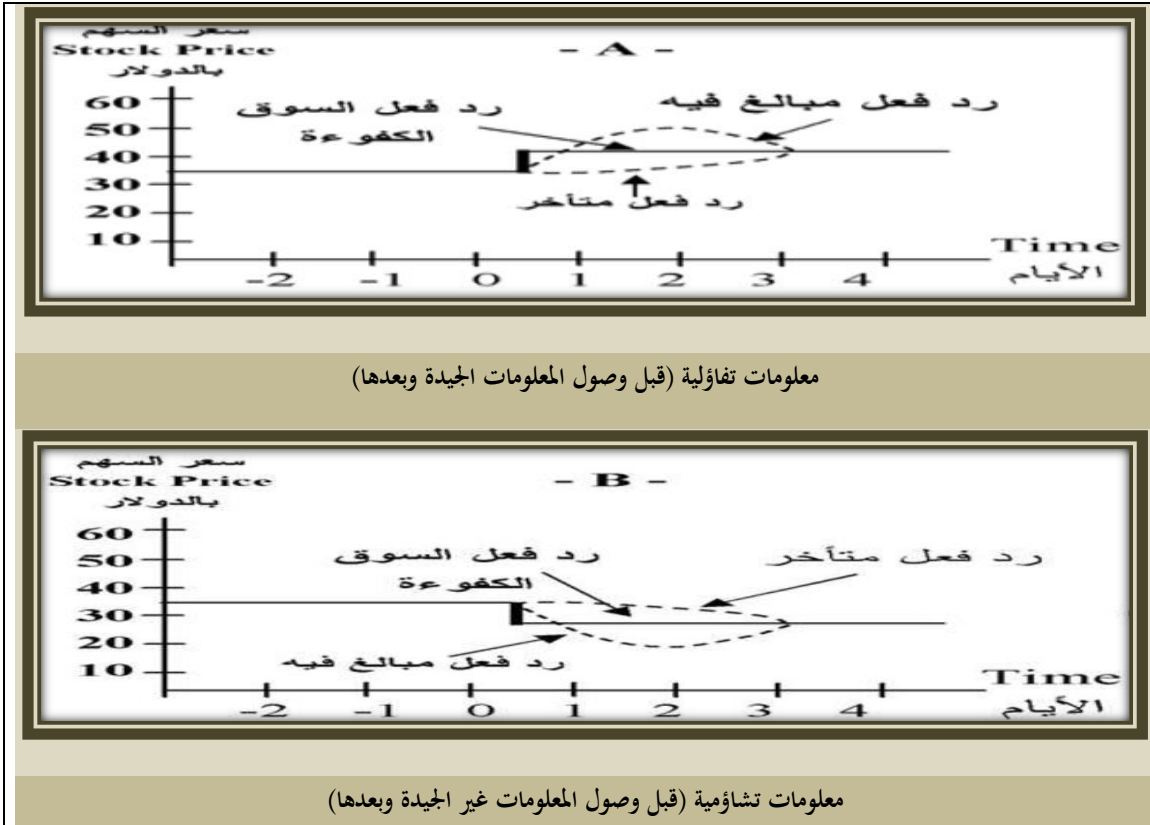 سعر السهم
Stock Price
بالدولار
- A -
60
50
40
30
20
10
رد فعل السوق
الكفوءة
رد فعل مبالغ فيه
رد فعل متأخر
Time
الأيام
-2 -1 0 1 2 3 4
معلومات تفاؤلية (قبل وصول المعلومات الجيدة وبعدها)
سعر السهم
Stock Price
بالدولار
- B -
60
50
40
30
20
10
رد فعل السوق
الكفوءة
رد فعل متأخر
رد فعل مبالغ فيه
Time
الأيام
-2 -1 0 1 2 3 4
معلومات تشاؤمية (قبل وصول المعلومات غير الجيدة وبعدها)